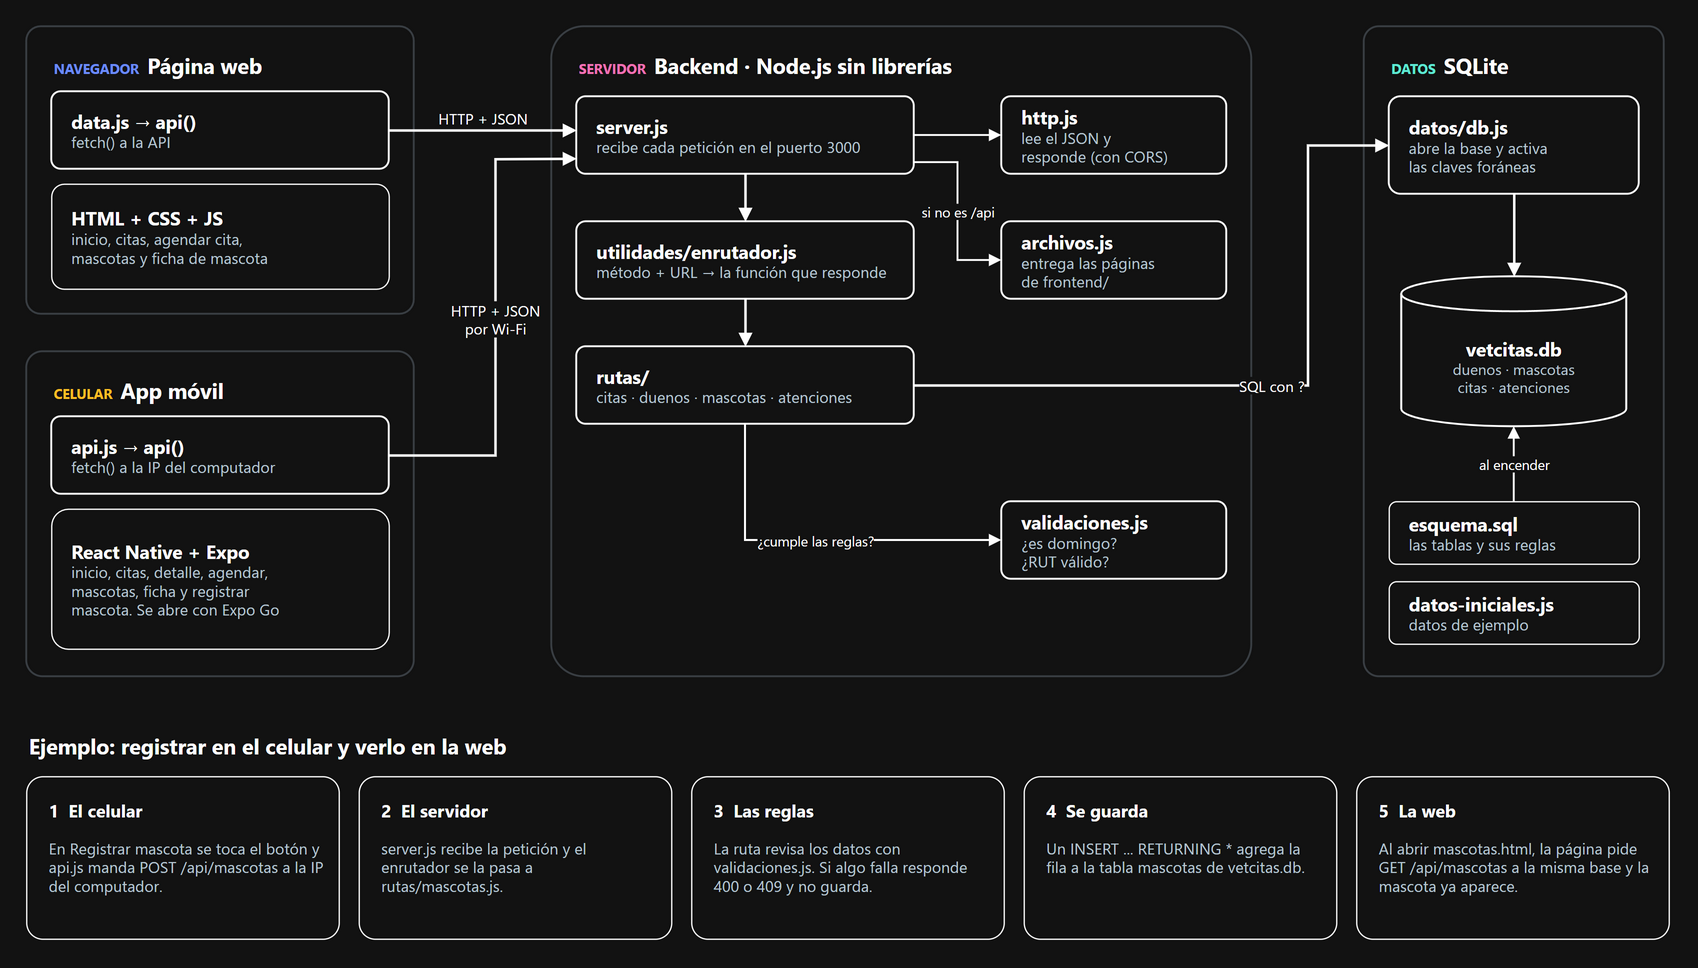 NAVEGADOR Página web
data.js → api()
fetch() a la API
HTML + CSS + JS
inicio, citas, agendar cita,
mascotas y ficha de mascota
CELULAR App móvil
api.js → api()
fetch() a la IP del computador
React Native + Expo
inicio, citas, detalle, agendar,
mascotas, ficha y registrar
mascota. Se abre con Expo Go
HTTP + JSON
HTTP + JSON
por Wi-Fi
SERVIDOR Backend · Node.js sin librerías
server.js
recibe cada petición en el puerto 3000
http.js
lee el JSON y
responde (con CORS)
si no es /api
utilidades/enrutador.js
método + URL → la función que responde
archivos.js
entrega las páginas
de frontend/
rutas/
citas · duenos · mascotas · atenciones
SQL con ?
¿cumple las reglas?
validaciones.js
¿es domingo?
¿RUT válido?
DATOS SQLite
datos/db.js
abre la base y activa
las claves foráneas
vetcitas.db
duenos · mascotas
citas · atenciones
al encender
esquema.sql
las tablas y sus reglas
datos-iniciales.js
datos de ejemplo
Ejemplo: registrar en el celular y verlo en la web
1 El celular
En Registrar mascota se toca el botón y
api.js manda POST /api/mascotas a la IP
del computador.
2 El servidor
server.js recibe la petición y el
enrutador se la pasa a
rutas/mascotas.js.
3 Las reglas
La ruta revisa los datos con
validaciones.js. Si algo falla responde
400 o 409 y no guarda.
4 Se guarda
Un INSERT ... RETURNING * agrega la
fila a la tabla mascotas de vetcitas.db.
5 La web
Al abrir mascotas.html, la página pide
GET /api/mascotas a la misma base y la
mascota ya aparece.